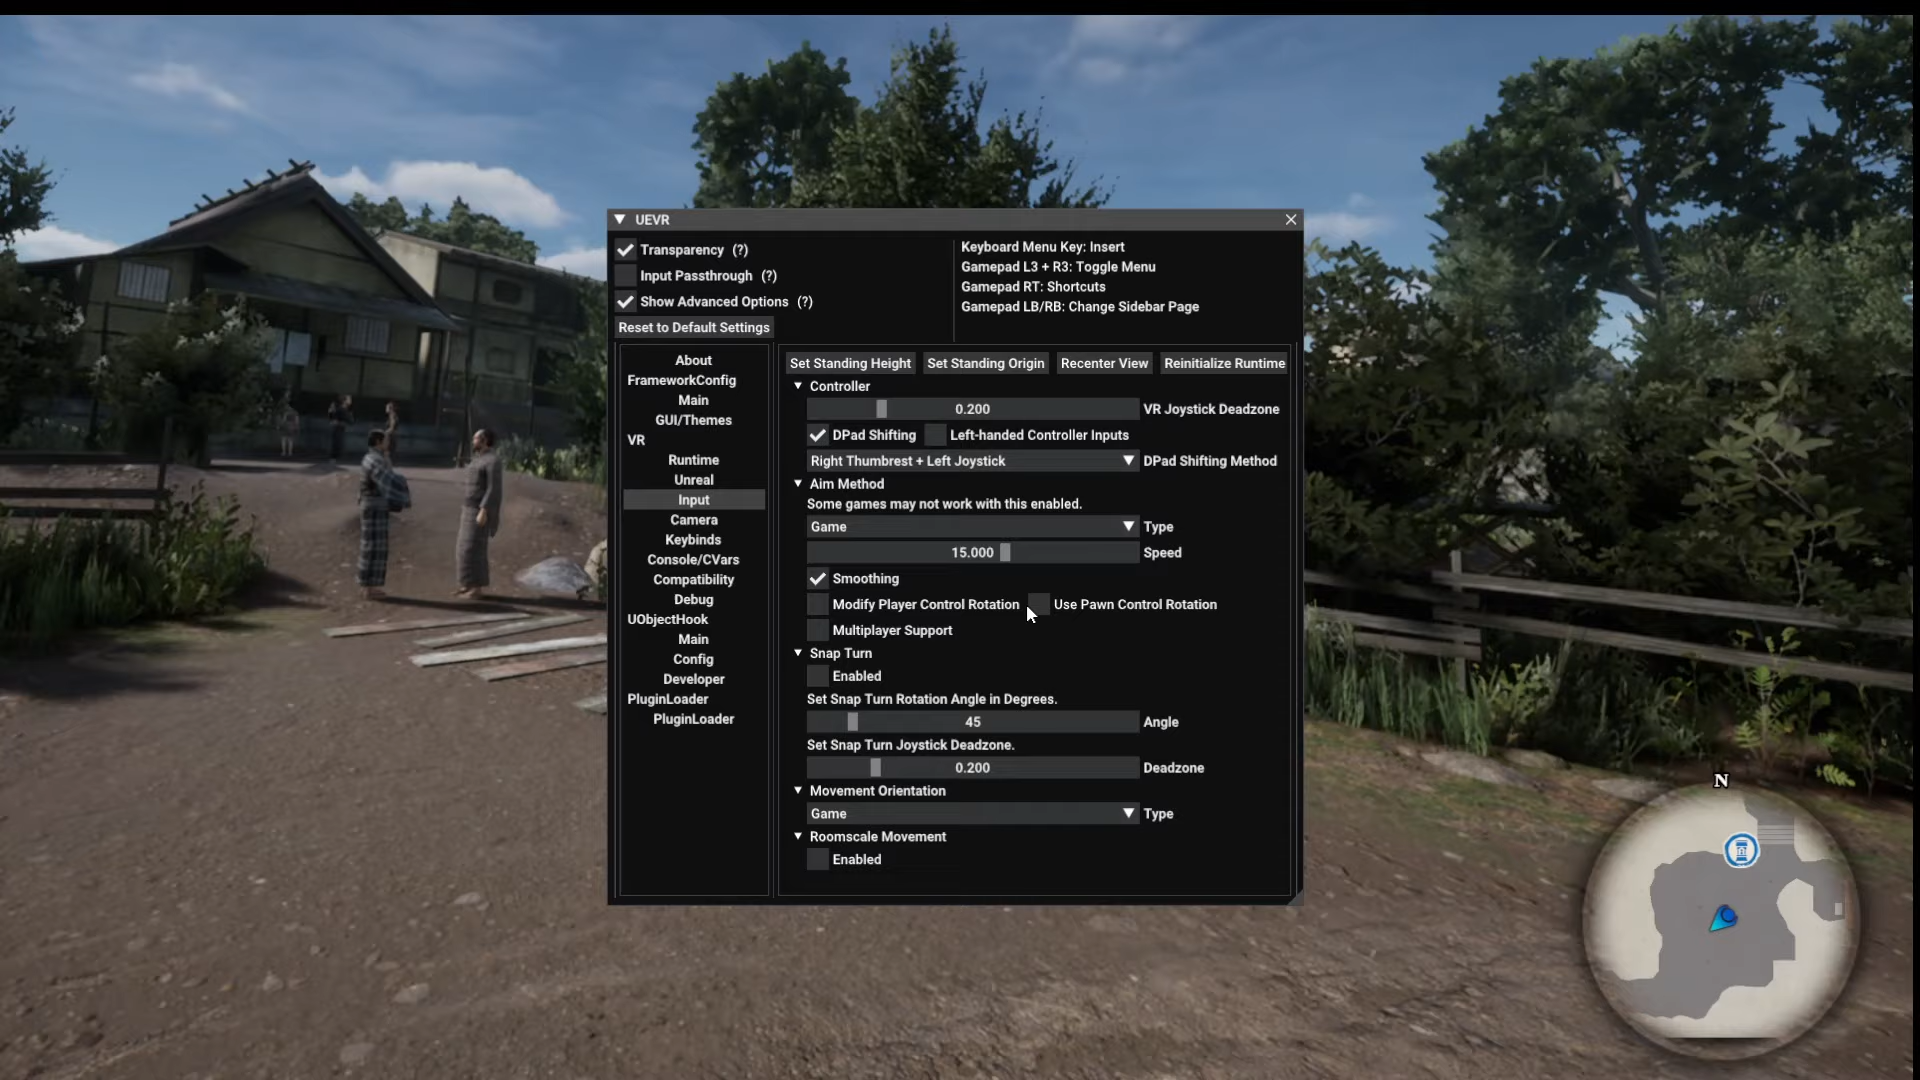 UEVR
Transparency (?)
Input Passthrough (?)
Show Advanced Options (?)
Reset to Default Settings
Keyboard Menu Key: Insert
Gamepad L3 + R3: Toggle Menu
Gamepad RT: Shortcuts
Gamepad LB/RB: Change Sidebar Page
About
FrameworkConfig
Main
GUI/Themes
VR
Runtime
Unreal
Input
Camera
Keybinds
Console/CVars
Compatibility
Debug
UObjectHook
Main
Config
Developer
PluginLoader
PluginLoader
Set Standing Height Set Standing Origin Recenter View Reinitialize Runtime
Controller
0.200 VR Joystick Deadzone
DPad Shifting Left-handed Controller Inputs
Right Thumbrest + Left Joystick DPad Shifting Method
Aim Method
Some games may not work with this enabled.
Game Type
15.000 Speed
Smoothing
Modify Player Control Rotation Use Pawn Control Rotation
Multiplayer Support
Snap Turn
Enabled
Set Snap Turn Rotation Angle in Degrees.
45 Angle
Set Snap Turn Joystick Deadzone.
0.200 Deadzone
Movement Orientation
Game Type
Roomscale Movement
Enabled
N